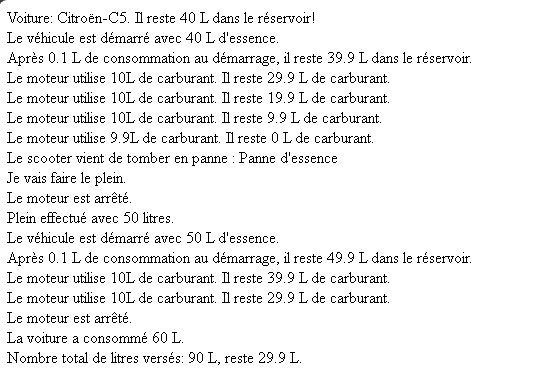 Voiture: Citroën-C5. Il reste 40 L dans le réservoir!
Le véhicule est démarré avec 40 L d'essence.
Après 0.1 L de consommation au démarrage, il reste 39.9 L dans le réservoir.
Le moteur utilise 10L de carburant. Il reste 29.9 L de carburant.
Le moteur utilise 10L de carburant. Il reste 19.9 L de carburant.
Le moteur utilise 10L de carburant. Il reste 9.9 L de carburant.
Le moteur utilise 9.9L de carburant. Il reste 0 L de carburant.
Le scooter vient de tomber en panne : Panne d'essence
Je vais faire le plein.
Le moteur est arrêté.
Plein effectué avec 50 litres.
Le véhicule est démarré avec 50 L d'essence.
Après 0.1 L de consommation au démarrage, il reste 49.9 L dans le réservoir.
Le moteur utilise 10L de carburant. Il reste 39.9 L de carburant.
Le moteur utilise 10L de carburant. Il reste 29.9 L de carburant.
Le moteur est arrêté.
La voiture a consommé 60 L.
Nombre total de litres versés: 90 L, reste 29.9 L.